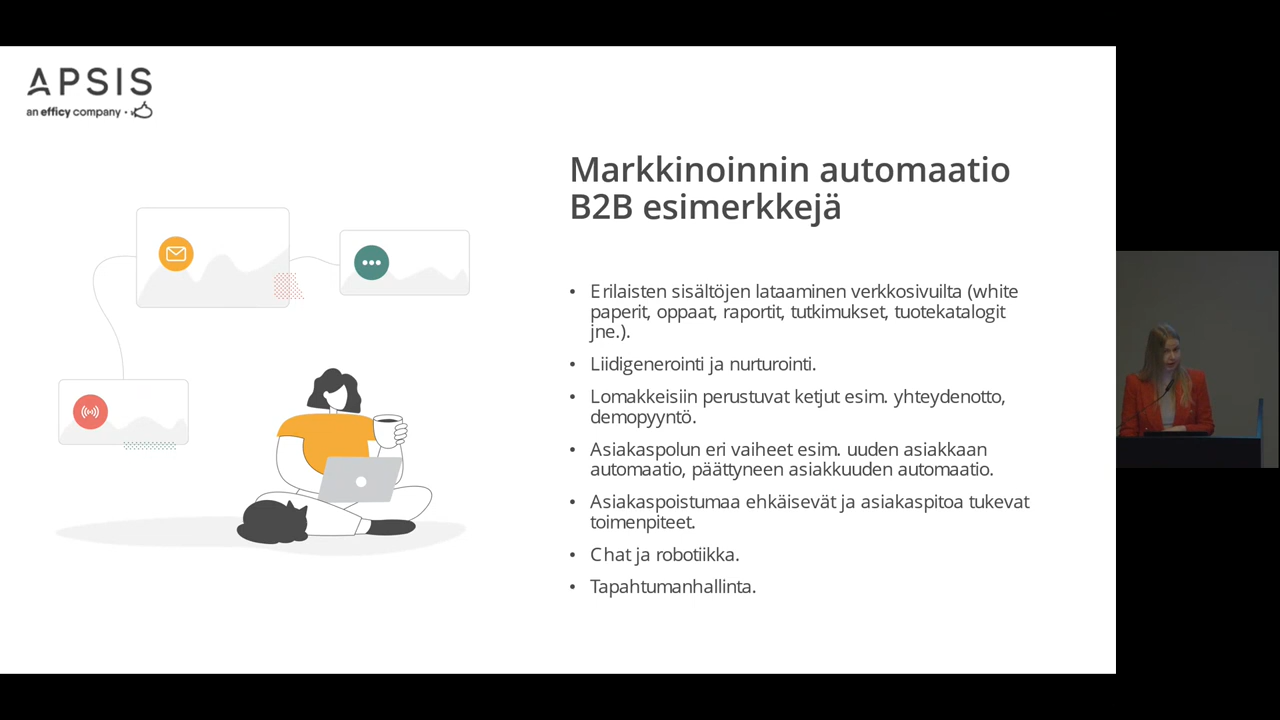 APSIS
an efficy company
Markkinoinnin automaatio
B2B esimerkkejä
• Erilaisten sisältöjen lataaminen verkkosivuilta (white
paperit, oppaat, raportit, tutkimukset, tuotekatalogit
jne.).
• Liidigenerointi ja nurturointi.
• Lomakkeisiin perustuvat ketjut esim. yhteydenotto,
demopyyntö.
• Asiakaspolun eri vaiheet esim. uuden asiakkaan
automaatio, päättyneen asiakkuuden automaatio.
• Asiakaspoistumaa ehkäisevät ja asiakaspitoa tukevat
toimenpiteet.
• Chat ja robotiikka.
• Tapahtumanhallinta.